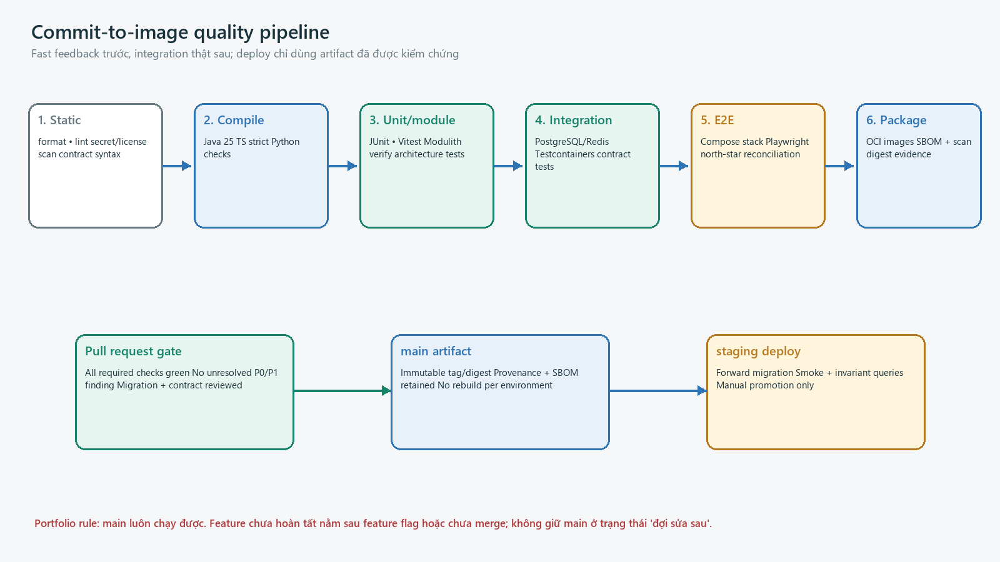 Commit-to-image quality pipeline
Fast feedback trước, integration thật sau; deploy chỉ dùng artifact đã được kiểm chứng
1. Static
format • lint secret/license
scan contract syntax
2. Compile
Java 25 TS strict Python
checks
3. Unit/module
JUnit • Vitest Modulith
verify architecture tests
4. Integration
PostgreSQL/Redis
Testcontainers contract
tests
5. E2E
Compose stack Playwright
north-star reconciliation
6. Package
OCI images SBOM + scan
digest evidence
Pull request gate
All required checks green No unresolved P0/P1
finding Migration + contract reviewed
main artifact
Immutable tag/digest Provenance + SBOM
retained No rebuild per environment
staging deploy
Forward migration Smoke + invariant queries
Manual promotion only
Portfolio rule: main luôn chạy được. Feature chưa hoàn tất nằm sau feature flag hoặc chưa merge; không giữ main ở trạng thái 'đợi sửa sau'.